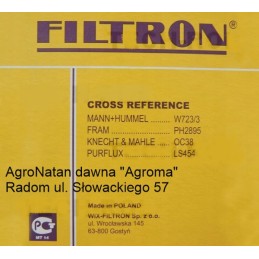 FILTRON®
CROSS REFERENCE
MANN+HUMMEL .......... W723/3
FRAM .......... PH2895
KNECHT & MAHLE .... OC38
PURFLUX .......... LS454
AgroNatan dawna "Agroma"
Radom ul. Słowackiego 57
Made in POLAND
WIX-FILTRON Sp. z o.o.
ul. Wrocławska 145
63-800 Gostyń